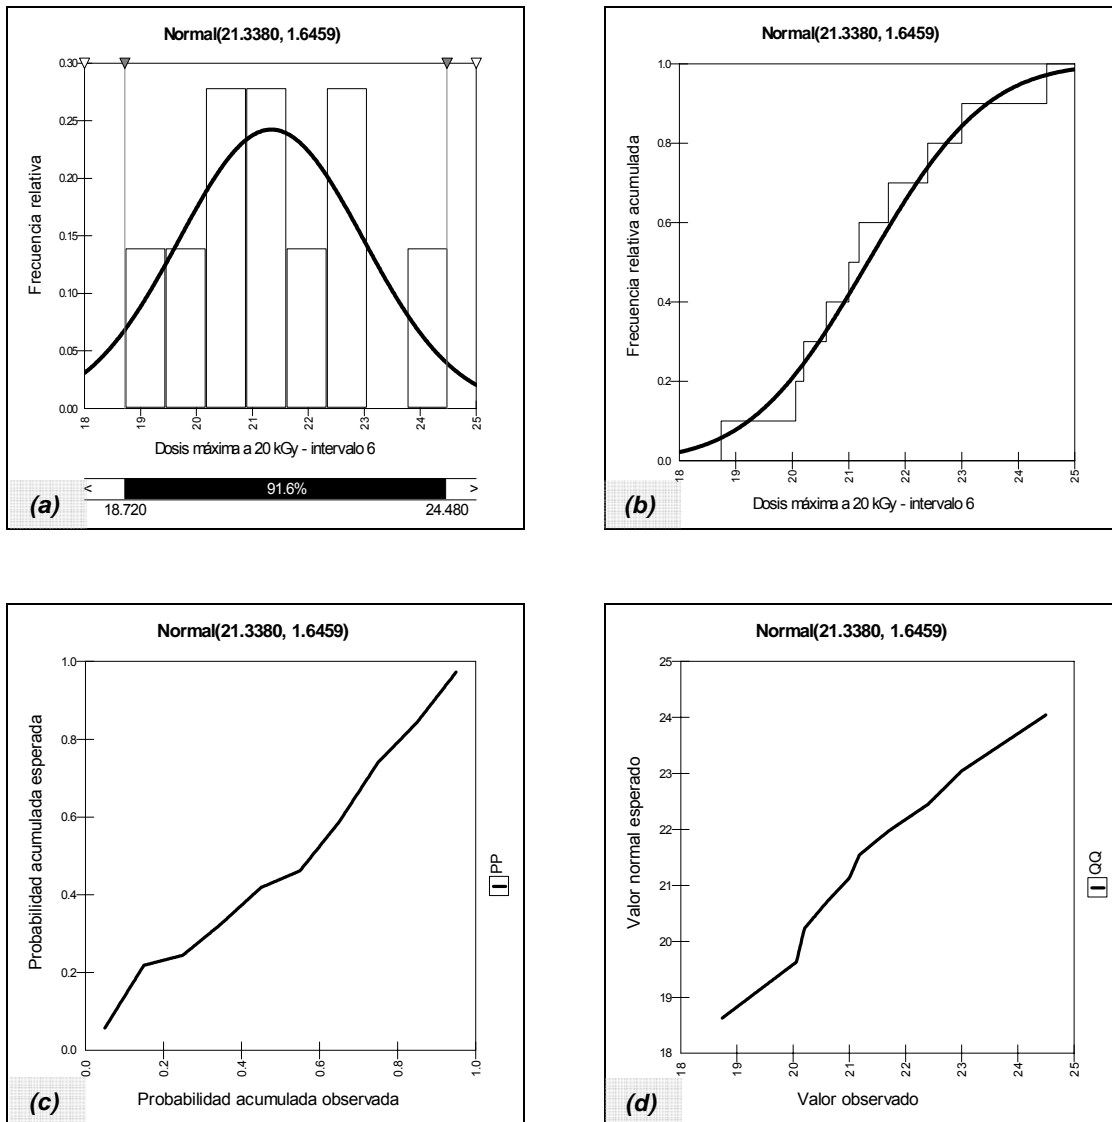 Normal(21.3380, 1.6459)
Frecuencia relativa
0.30
0.25
0.20
0.15
0.10
0.05
0.00
18 19 20 21 22 23 24 25
Dosis máxima a 20 kGy - intervalo 6
< 91.6% >
18.720 24.480
(a)
Normal(21.3380, 1.6459)
Frecuencia relativa acumulada
1.0
0.8
0.6
0.4
0.2
0.0
18 19 20 21 22 23 24 25
Dosis máxima a 20 kGy - intervalo 6
(b)
Normal(21.3380, 1.6459)
Probabilidad acumulada esperada
1.0
0.8
0.6
0.4
0.2
0.0
0.0 0.2 0.4 0.6 0.8 1.0
Probabilidad acumulada observada
PP
(c)
Normal(21.3380, 1.6459)
Valor normal esperado
25
24
23
22
21
20
19
18
18 19 20 21 22 23 24 25
Valor observado
QQ
(d)